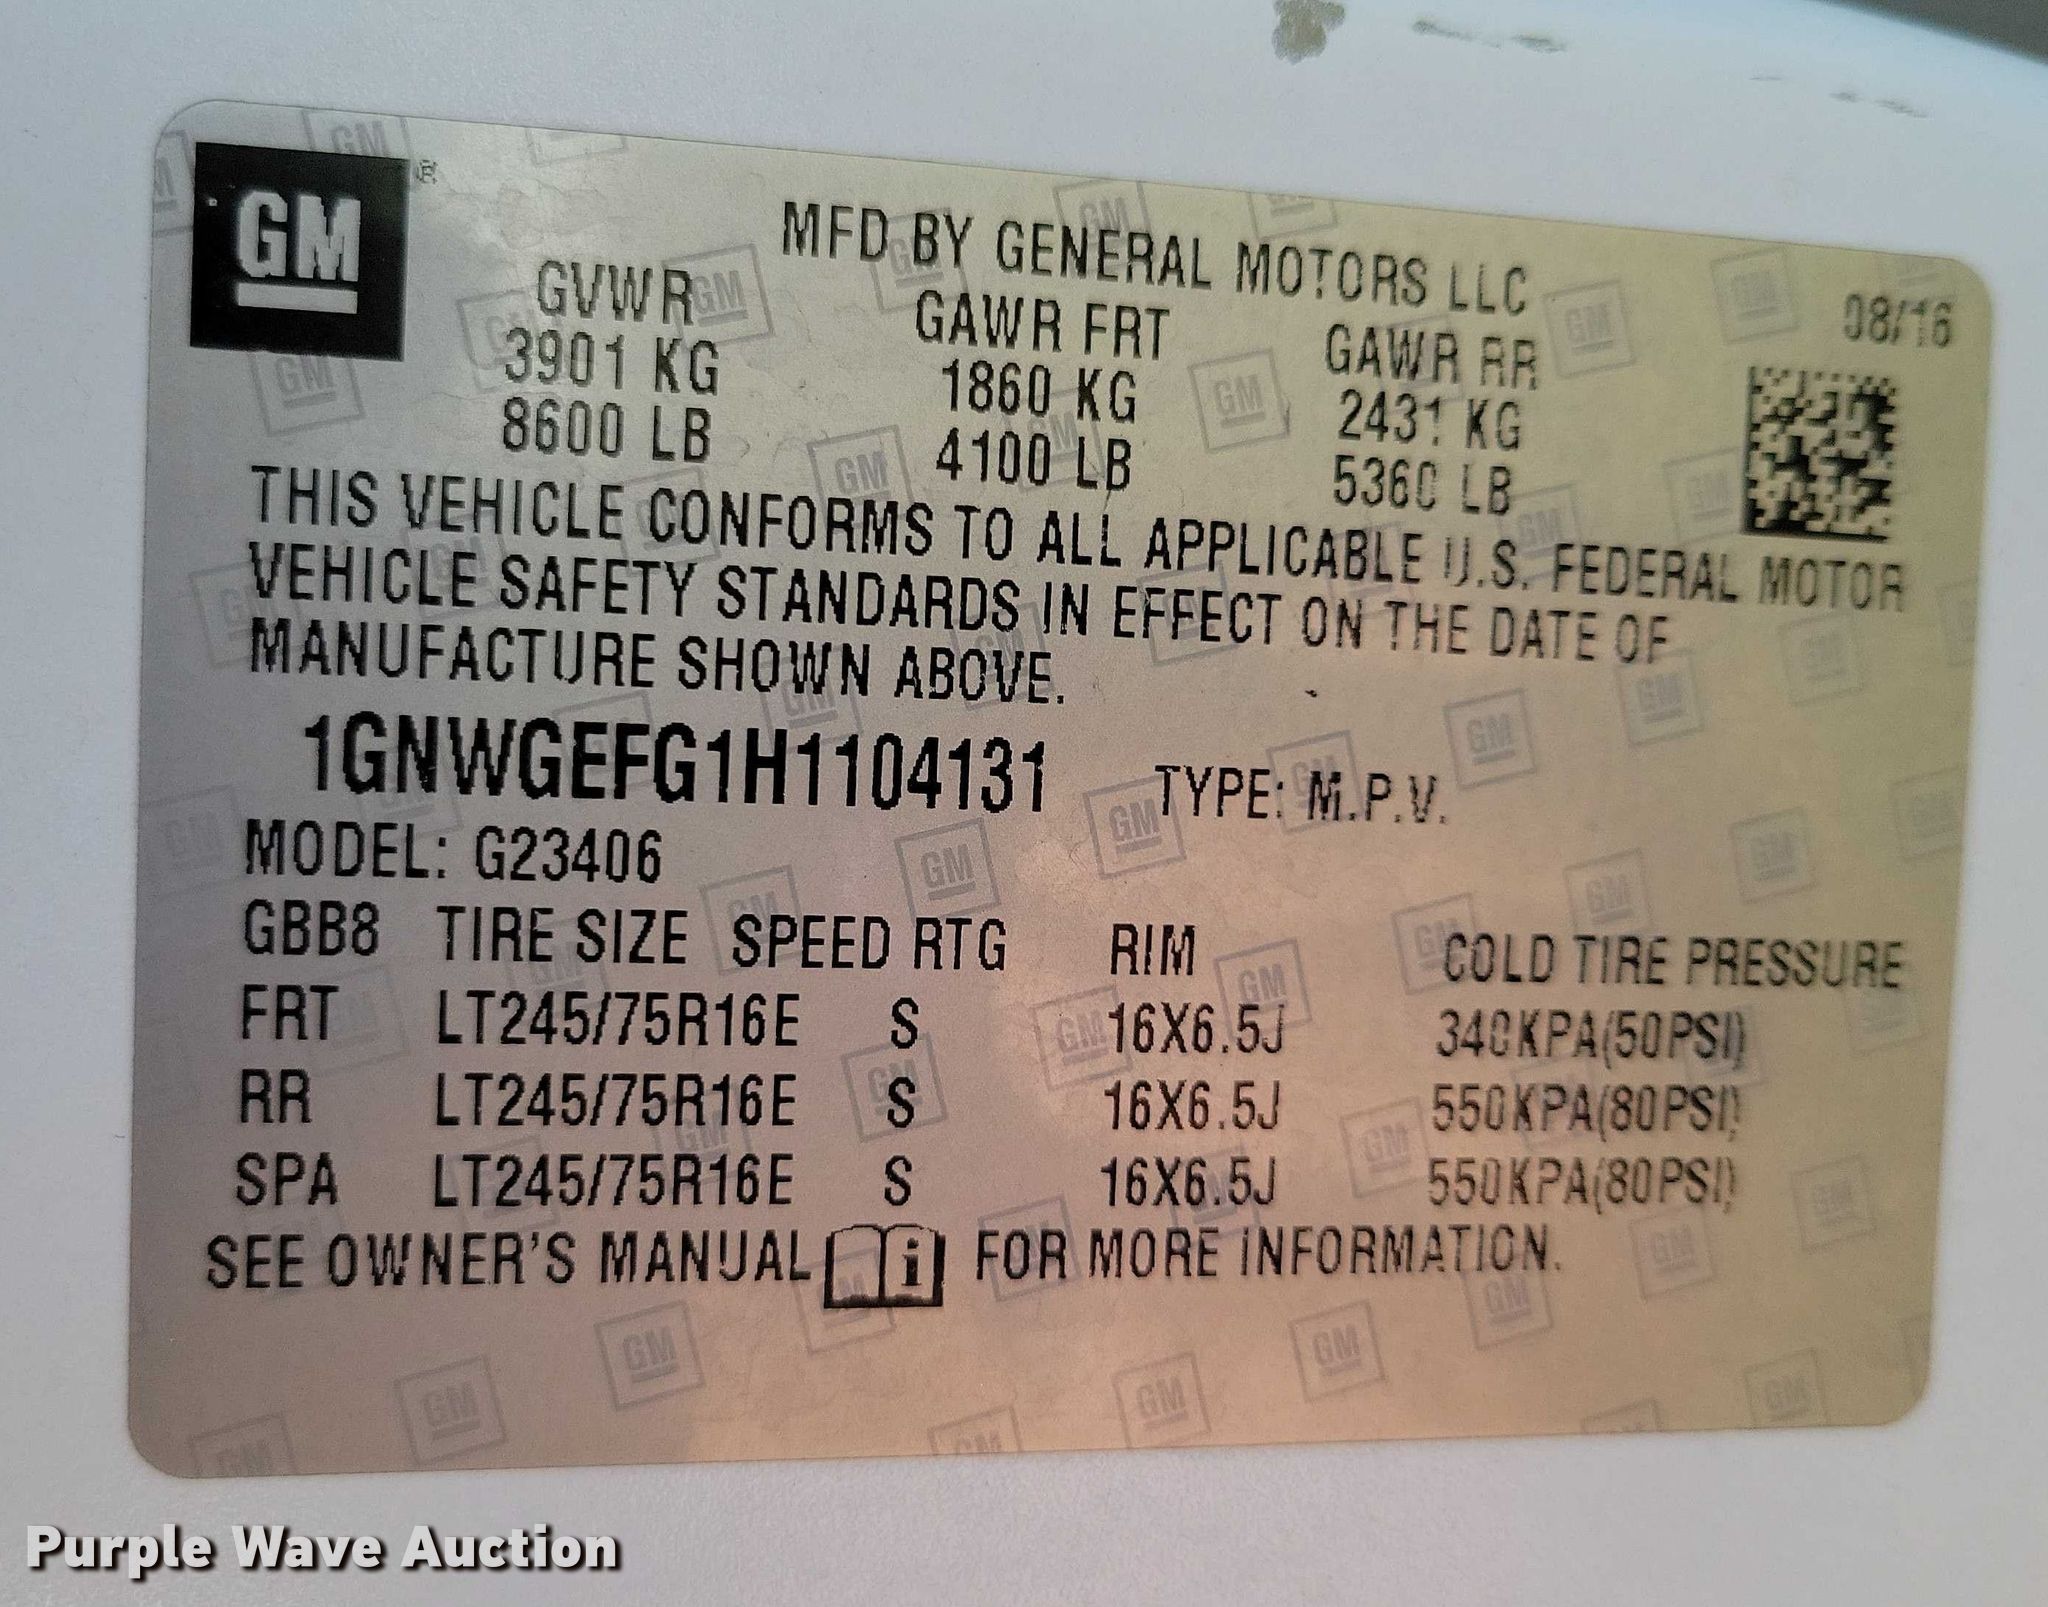 GM
MFD BY GENERAL MOTORS LLC
08/16
GVWR GAWR FRT GAWR RR
3901 KG 1860 KG 2431 KG
8600 LB 4100 LB 5360 LB
THIS VEHICLE CONFORMS TO ALL APPLICABLE U.S. FEDERAL MOTOR
VEHICLE SAFETY STANDARDS IN EFFECT ON THE DATE OF
MANUFACTURE SHOWN ABOVE.
1GNWGEFG1H1104131 TYPE: M.P.V.
MODEL: G23406
GBB8 TIRE SIZE SPEED RTG RIM COLD TIRE PRESSURE
FRT LT245/75R16E S 16X6.5J 340KPA(50PSI)
RR LT245/75R16E S 16X6.5J 550KPA(80PSI)
SPA LT245/75R16E S 16X6.5J 550KPA(80PSI)
SEE OWNER'S MANUAL i FOR MORE INFORMATION.
Purple Wave Auction